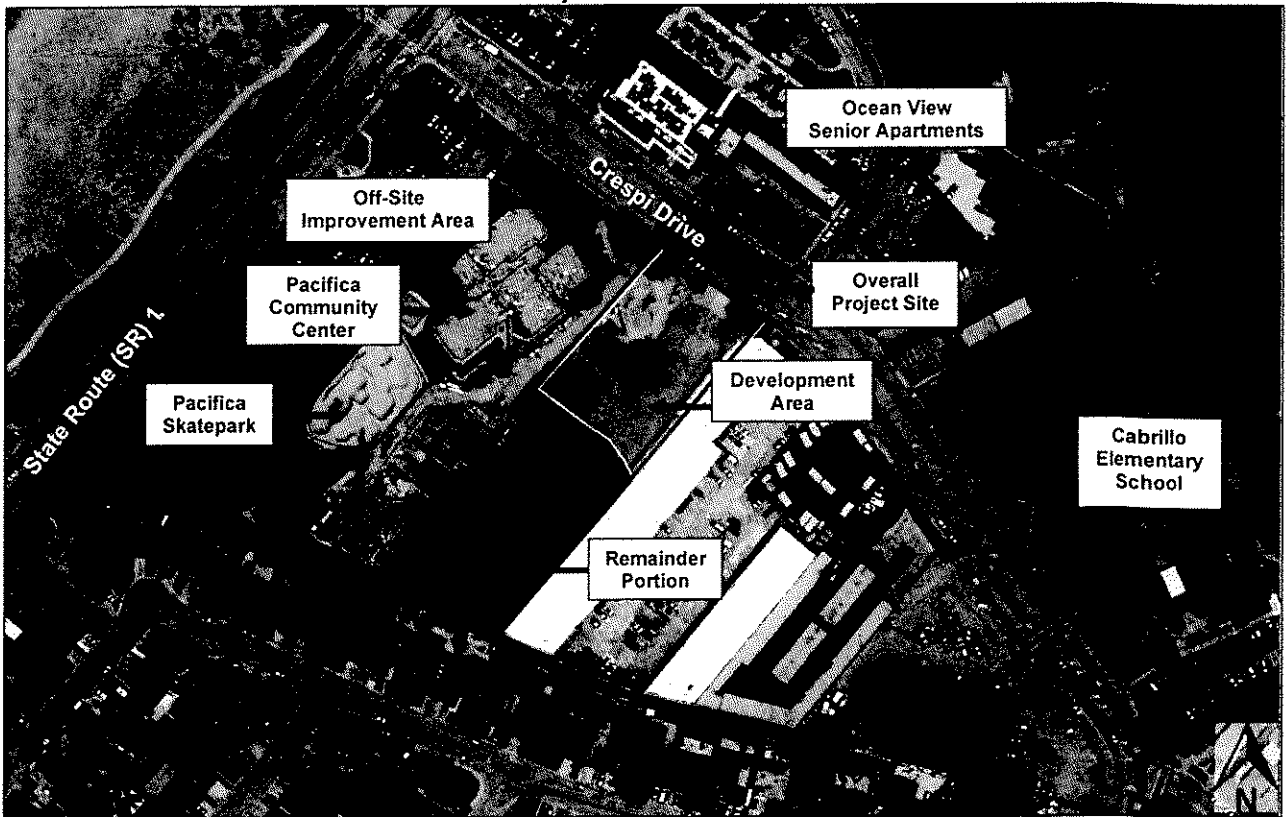 Ocean View
Senior Apartments
Off-Site
Improvement Area
Crespi Drive
Pacifica
Community
Center
Overall
Project Site
State Route (SR) 1
Development
Area
Pacifica
Skatepark
Cabrillo
Elementary
School
Remainder
Portion
N